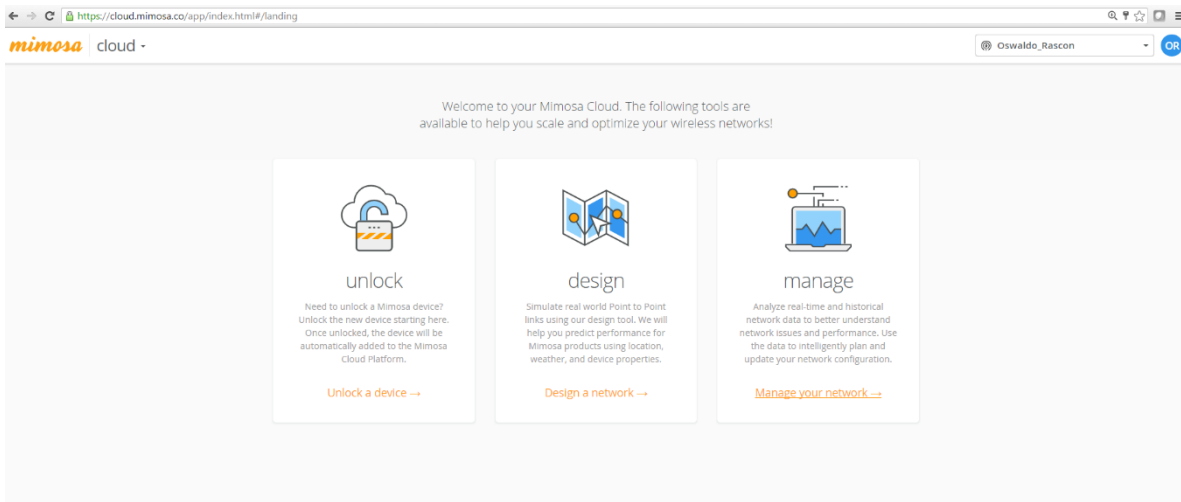 https://cloud.mimosa.co/app/index.html#/landing
mimosa cloud
Oswaldo_Rascon
OR
Welcome to your Mimosa Cloud. The following tools are
available to help you scale and optimize your wireless networks!
unlock
Need to unlock a Mimosa device?
Unlock the new device starting here.
Once unlocked, the device will be
automatically added to the Mimosa
Cloud Platform.
Unlock a device →
design
Simulate real world Point to Point
links using our design tool. We will
help you predict performance for
Mimosa products using location,
weather, and device properties.
Design a network →
manage
Analyze real-time and historical
network data to better understand
network issues and performance. Use
the data to intelligently plan and
update your network configuration.
Manage your network →